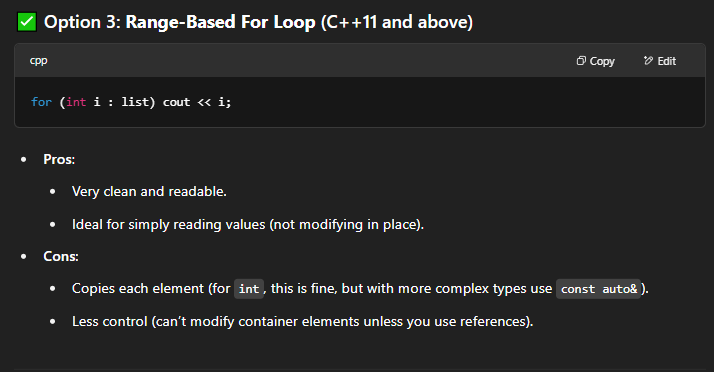 ✅ Option 3: Range-Based For Loop (C++11 and above)
cpp
Copy
Edit
for (int i : list) cout << i;
• Pros:
• Very clean and readable.
• Ideal for simply reading values (not modifying in place).
• Cons:
• Copies each element (for int, this is fine, but with more complex types use const auto&).
• Less control (can’t modify container elements unless you use references).